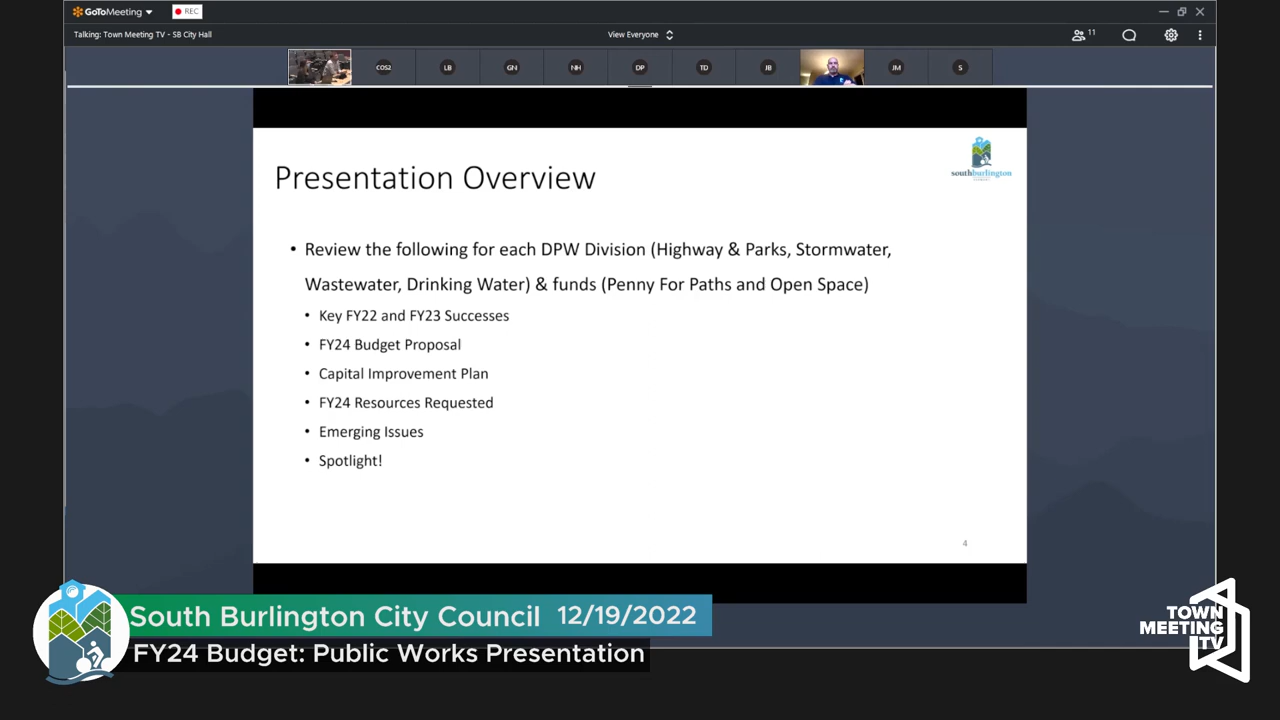 GoToMeeting
REC
Talking: Town Meeting TV - SB City Hall
View Everyone
11
COS2
LB
GN
NH
DP
TD
JB
JM
S
Presentation Overview
southburlington
• Review the following for each DPW Division (Highway & Parks, Stormwater,
Wastewater, Drinking Water) & funds (Penny For Paths and Open Space)
• Key FY22 and FY23 Successes
• FY24 Budget Proposal
• Capital Improvement Plan
• FY24 Resources Requested
• Emerging Issues
• Spotlight!
4
South Burlington City Council 12/19/2022
FY24 Budget: Public Works Presentation
TOWN
MEETING
TV